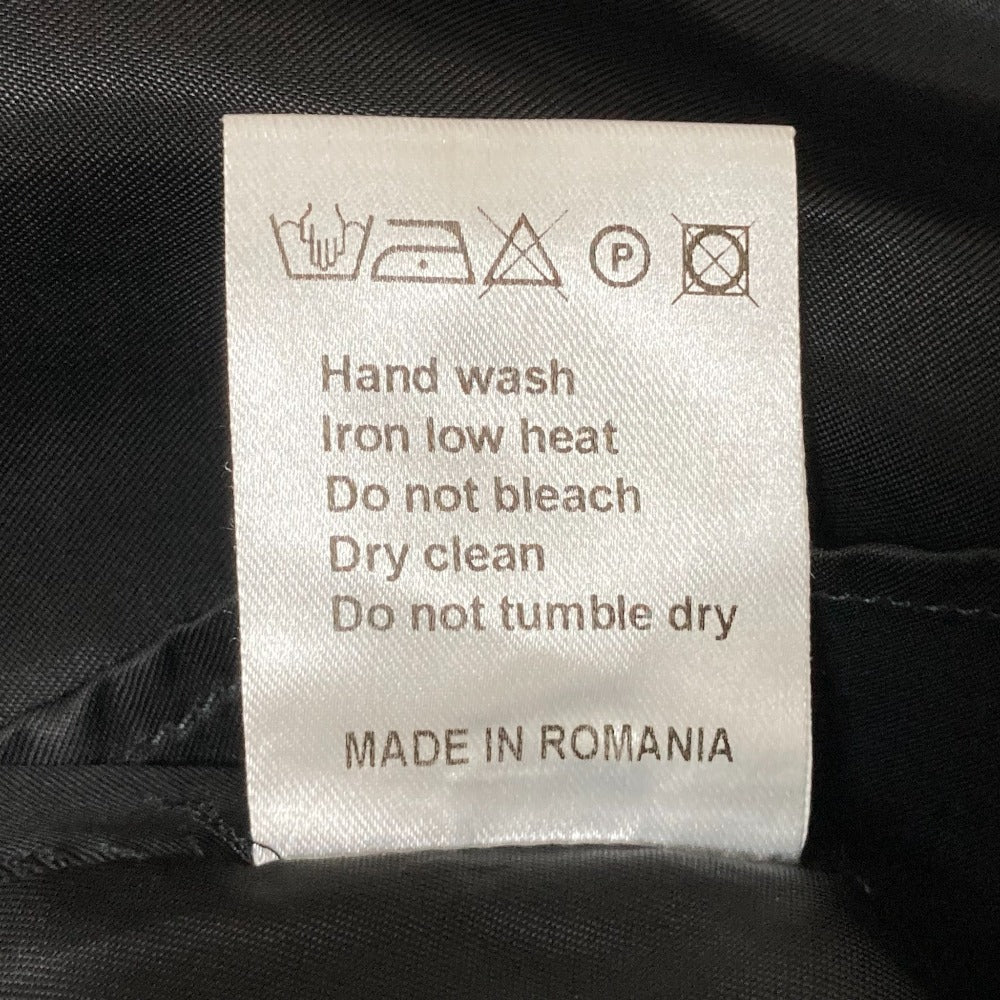 P
Hand wash
Iron low heat
Do not bleach
Dry clean
Do not tumble dry
MADE IN ROMANIA